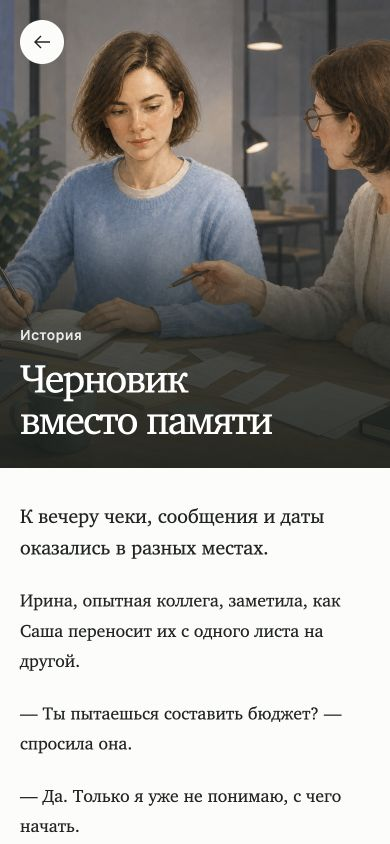 История
Черновик
вместо памяти
К вечеру чеки, сообщения и даты
оказались в разных местах.
Ирина, опытная коллега, заметила, как
Саша переносит их с одного листа на
другой.
— Ты пытаешься составить бюджет? —
спросила она.
— Да. Только я уже не понимаю, с чего
начать.